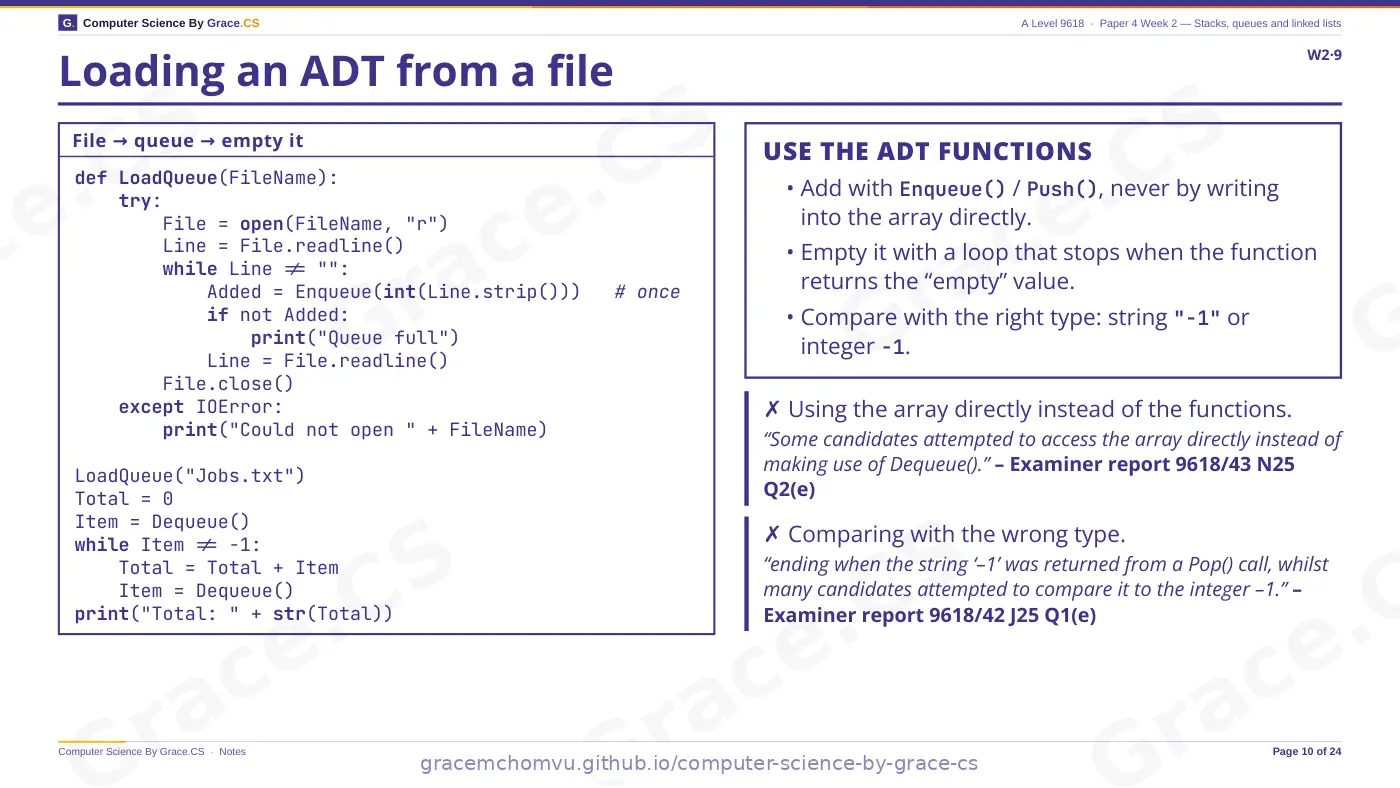 G. Computer Science By Grace.CS
A Level 9618 · Paper 4 Week 2 — Stacks, queues and linked lists
Loading an ADT from a file
W2·9
File → queue → empty it
def LoadQueue(FileName):
    try:
        File = open(FileName, "r")
        Line = File.readline()
        while Line != "":
            Added = Enqueue(int(Line.strip()))   # once
            if not Added:
                print("Queue full")
            Line = File.readline()
        File.close()
    except IOError:
        print("Could not open " + FileName)
LoadQueue("Jobs.txt")
Total = 0
Item = Dequeue()
while Item != -1:
    Total = Total + Item
    Item = Dequeue()
print("Total: " + str(Total))
USE THE ADT FUNCTIONS
• Add with Enqueue() / Push(), never by writing
into the array directly.
• Empty it with a loop that stops when the function
returns the “empty” value.
• Compare with the right type: string "-1" or
integer -1.
✗ Using the array directly instead of the functions.
“Some candidates attempted to access the array directly instead of
making use of Dequeue().” – Examiner report 9618/43 N25
Q2(e)
✗ Comparing with the wrong type.
“ending when the string ‘–1’ was returned from a Pop() call, whilst
many candidates attempted to compare it to the integer –1.” –
Examiner report 9618/42 J25 Q1(e)
Computer Science By Grace.CS · Notes
Page 10 of 24
gracemchomvu.github.io/computer-science-by-grace-cs